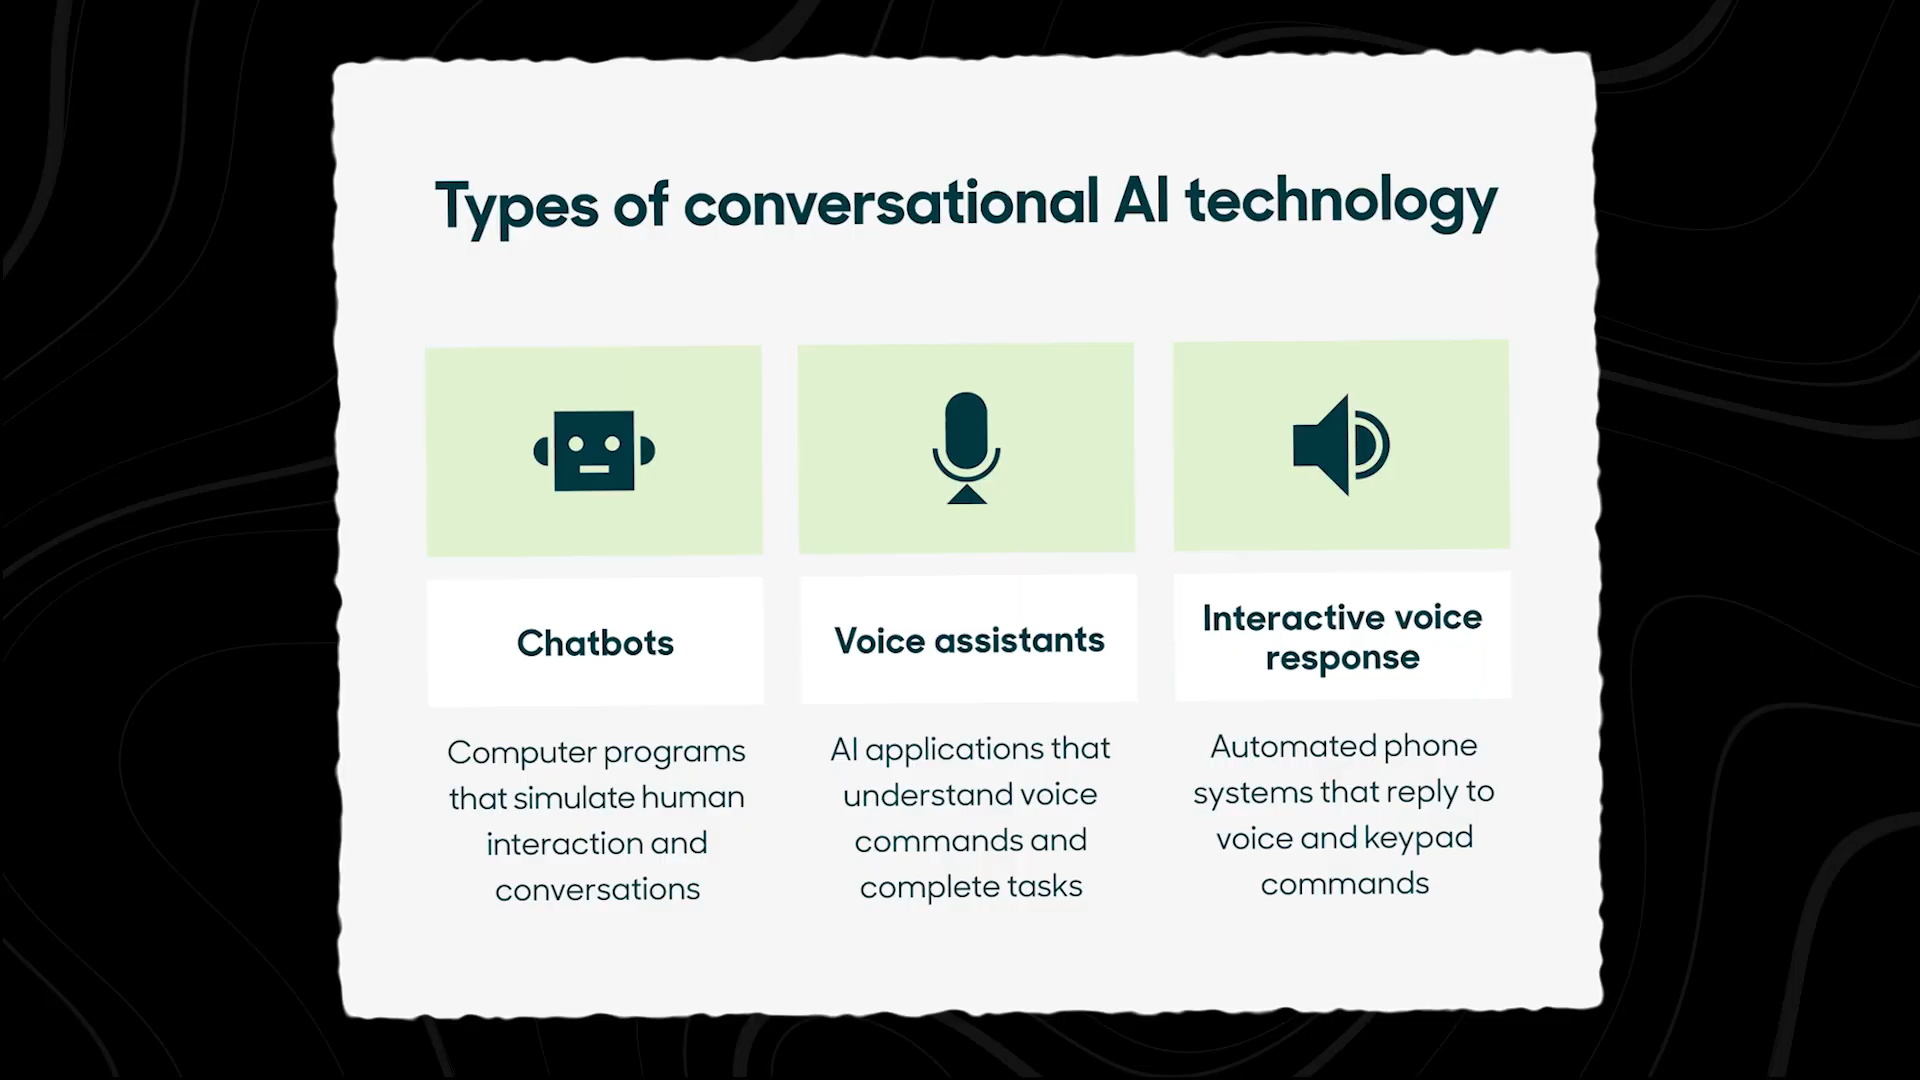 Types of conversational AI technology
Chatbots
Computer programs
that simulate human
interaction and
conversations
Voice assistants
AI applications that
understand voice
commands and
complete tasks
Interactive voice
response
Automated phone
systems that reply to
voice and keypad
commands